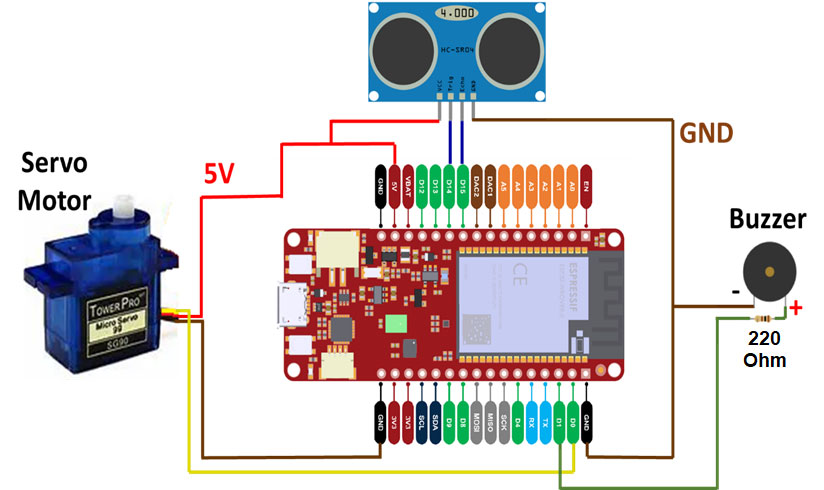 4.000
HC-SR04
VCC
Trig
Echo
GND
GND
5V
Servo
Motor
GND
5V
VBAT
D12
D13
D14
D15
DAC2
DAC1
A5
A4
A3
A2
A1
A0
EN
Buzzer
TowerPro
Micro Servo
9g
SG90
CE
ESPRESSIF
-
+
220
Ohm
GND
3V3
3V3
SCL
SDA
D9
D8
MOSI
MISO
SCK
D4
RX
TX
D1
D0
GND